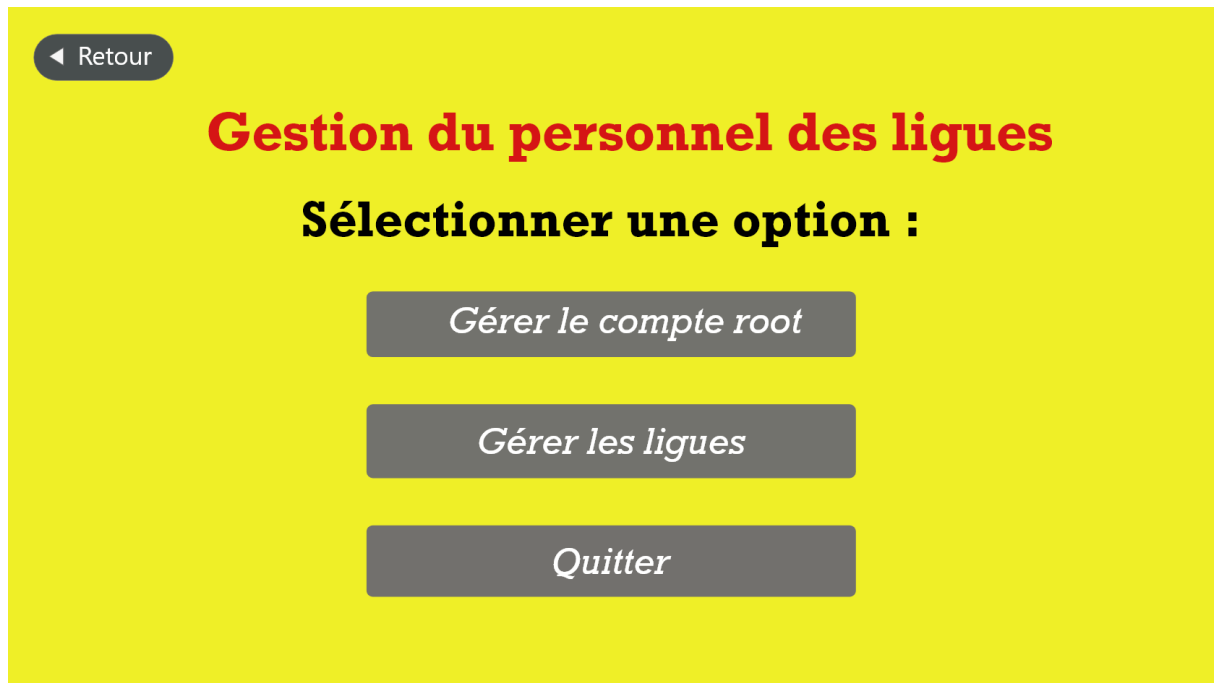 Retour
Gestion du personnel des ligues
Sélectionner une option :
Gérer le compte root
Gérer les ligues
Quitter